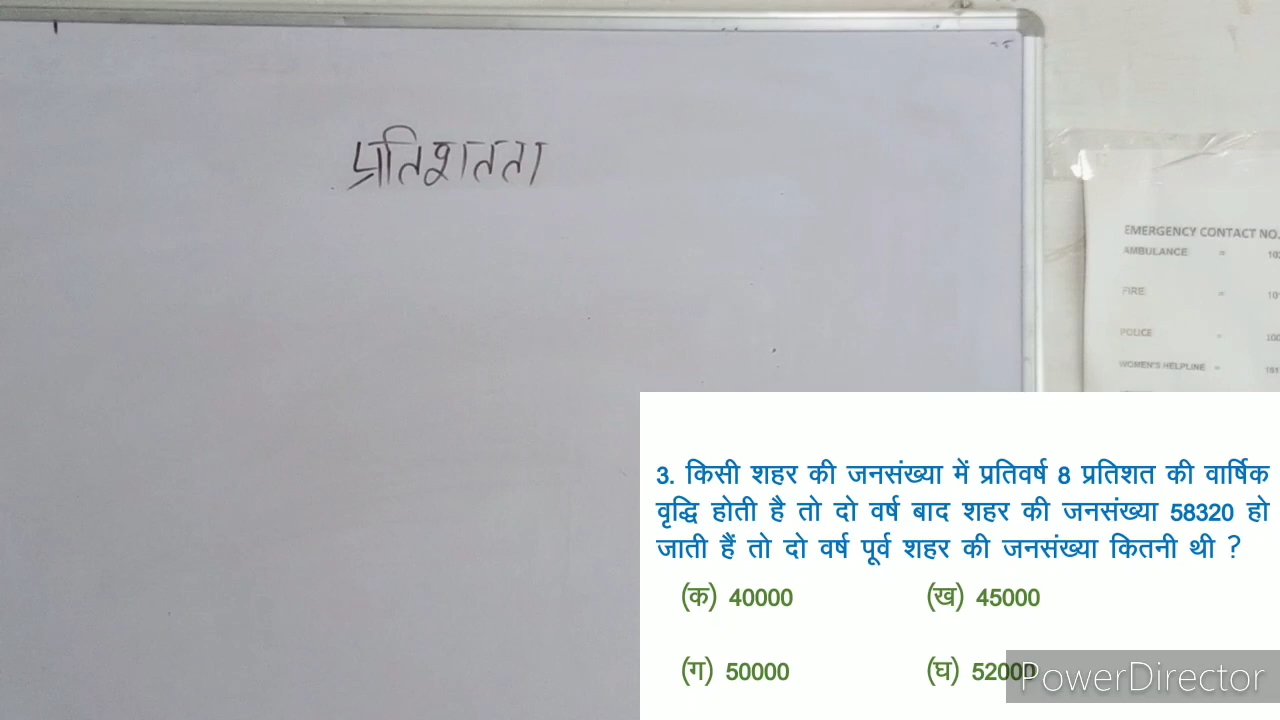 प्रतिशतता
EMERGENCY CONTACT NO.
AMBULANCE =
FIRE =
POLICE =
WOMEN'S HELPLINE =
3. किसी शहर की जनसंख्या में प्रतिवर्ष 8 प्रतिशत की वार्षिक
वृद्धि होती है तो दो वर्ष बाद शहर की जनसंख्या 58320 हो
जाती हैं तो दो वर्ष पूर्व शहर की जनसंख्या कितनी थी ?
(क) 40000 (ख) 45000
(ग) 50000 (घ) 52000
PowerDirector